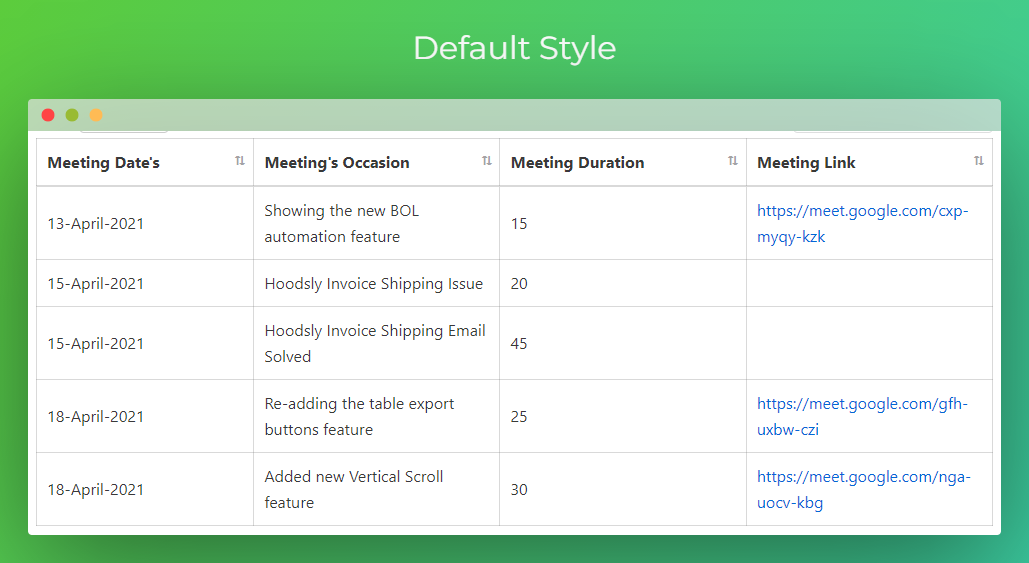 Default Style
Meeting Date's Meeting's Occasion Meeting Duration Meeting Link
Showing the new BOL
13-April-2021 automation feature 15 https://meet.google.com/cxp-
myqy-kzk
15-April-2021 Hoodsly Invoice Shipping Issue 20
15-April-2021 Hoodsly Invoice Shipping Email 45
Solved
18-April-2021 Re-adding the table export 25 https://meet.google.com/gfh-
buttons feature uxbw-czi
18-April-2021 Added new Vertical Scroll 30 https://meet.google.com/nga-
feature uocv-kbg